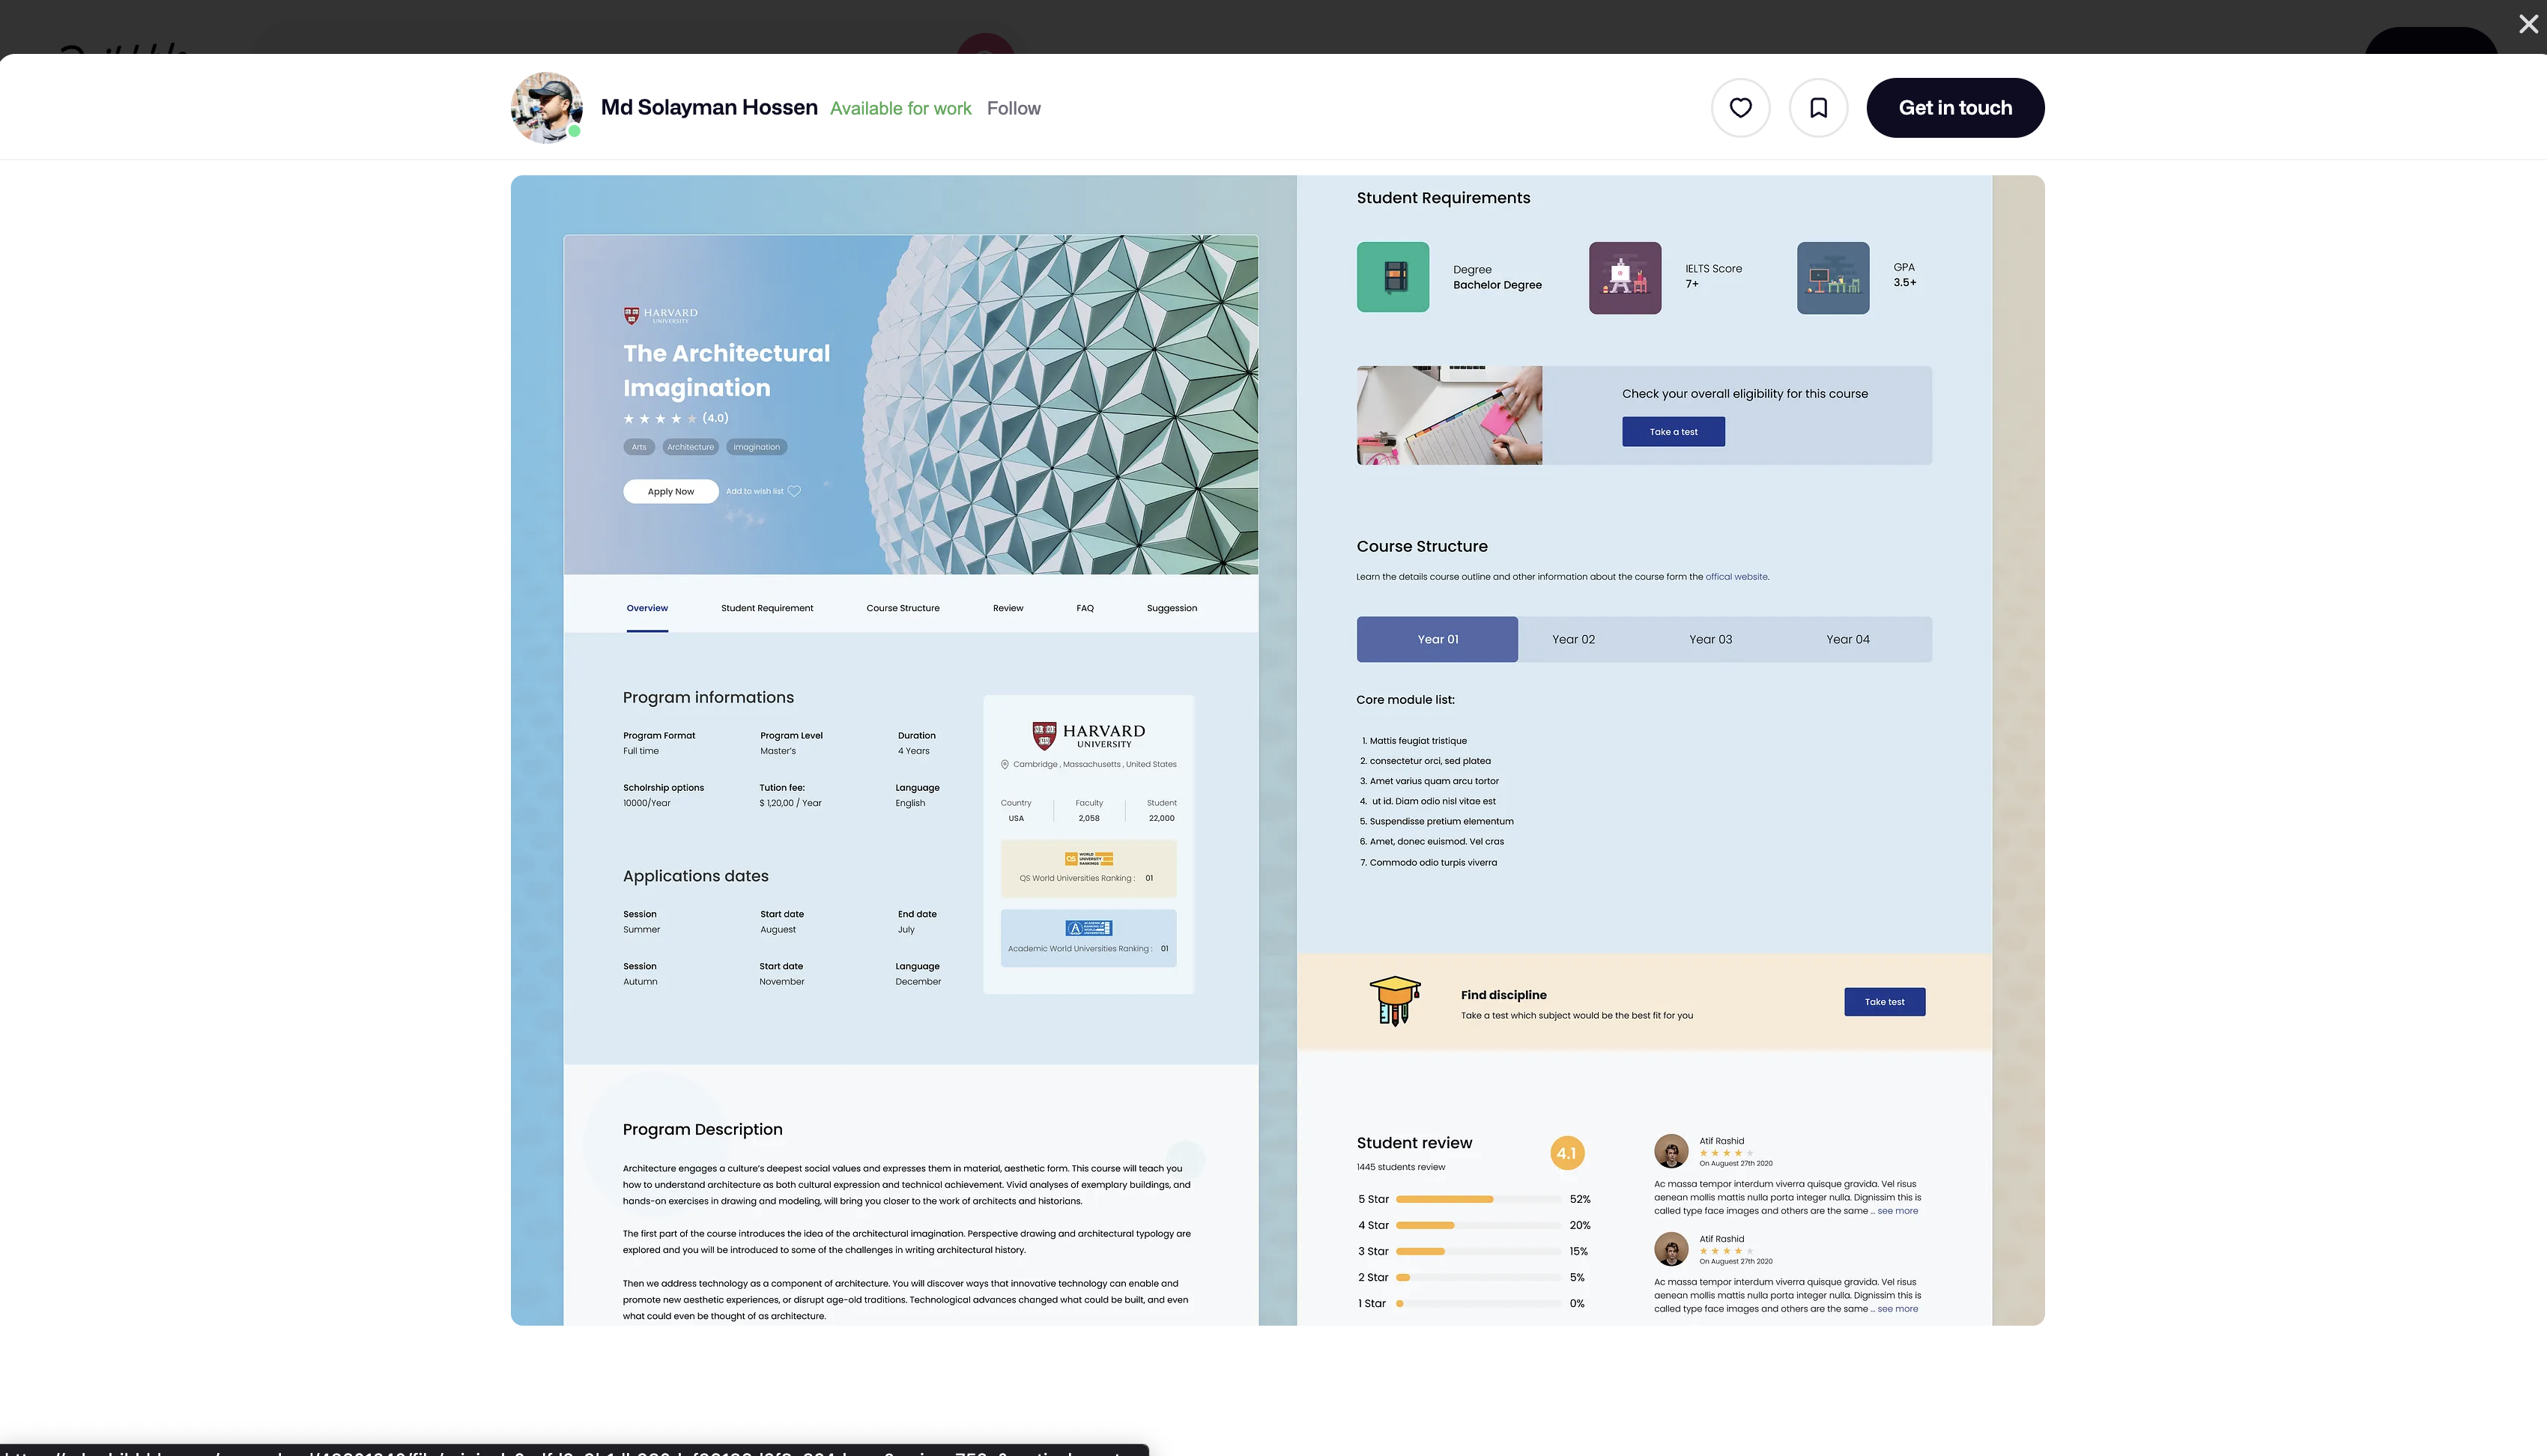 Md Solayman Hossen Available for work Follow
Get in touch
HARVARD
UNIVERSITY
The Architectural
Imagination
(4.0)
Arts Architecture Imagination
Apply Now Add to wish list
Overview Student Requirement Course Structure Review FAQ Suggession
Program informations
Program Format Program Level Duration
Full time Master's 4 Years
Scholrship options Tution fee: Language
10000/Year $ 1,20,00 / Year English
Applications dates
Session Start date End date
Summer Auguest July
Session Start date Language
Autumn November December
HARVARD
UNIVERSITY
Cambridge , Massachusetts , United States
Country Faculty Student
USA 2,058 22,000
QS WORLD
UNIVERSITY
RANKINGS
QS World Universities Ranking : 01
ACADEMIC
RANKING OF
WORLD
UNIVERSITIES
Academic World Universities Ranking : 01
Program Description
Architecture engages a culture's deepest social values and expresses them in material, aesthetic form. This course will teach you
how to understand architecture as both cultural expression and technical achievement. Vivid analyses of exemplary buildings, and
hands-on exercises in drawing and modeling, will bring you closer to the work of architects and historians.
The first part of the course introduces the idea of the architectural imagination. Perspective drawing and architectural typology are
explored and you will be introduced to some of the challenges in writing architectural history.
Then we address technology as a component of architecture. You will discover ways that innovative technology can enable and
promote new aesthetic experiences, or disrupt age-old traditions. Technological advances changed what could be built, and even
what could even be thought of as architecture.
Student Requirements
Degree
Bachelor Degree
IELTS Score
7+
GPA
3.5+
Check your overall eligibility for this course
Take a test
Course Structure
Learn the details course outline and other information about the course form the offical website.
Year 01 Year 02 Year 03 Year 04
Core module list:
1. Mattis feugiat tristique
2. consectetur orci, sed platea
3. Amet varius quam arcu tortor
4. ut id. Diam odio nisl vitae est
5. Suspendisse pretium elementum
6. Amet, donec euismod. Vel cras
7. Commodo odio turpis viverra
Find discipline
Take a test which subject would be the best fit for you
Take test
Student review 4.1
1445 students review
5 Star 52%
4 Star 20%
3 Star 15%
2 Star 5%
1 Star 0%
Atif Rashid
On Auguest 27th 2020
Ac massa tempor interdum viverra quisque gravida. Vel risus
aenean mollis mattis nulla porta integer nulla. Dignissim this is
called type face images and others are the same ... see more
Atif Rashid
On Auguest 27th 2020
Ac massa tempor interdum viverra quisque gravida. Vel risus
aenean mollis mattis nulla porta integer nulla. Dignissim this is
called type face images and others are the same ... see more